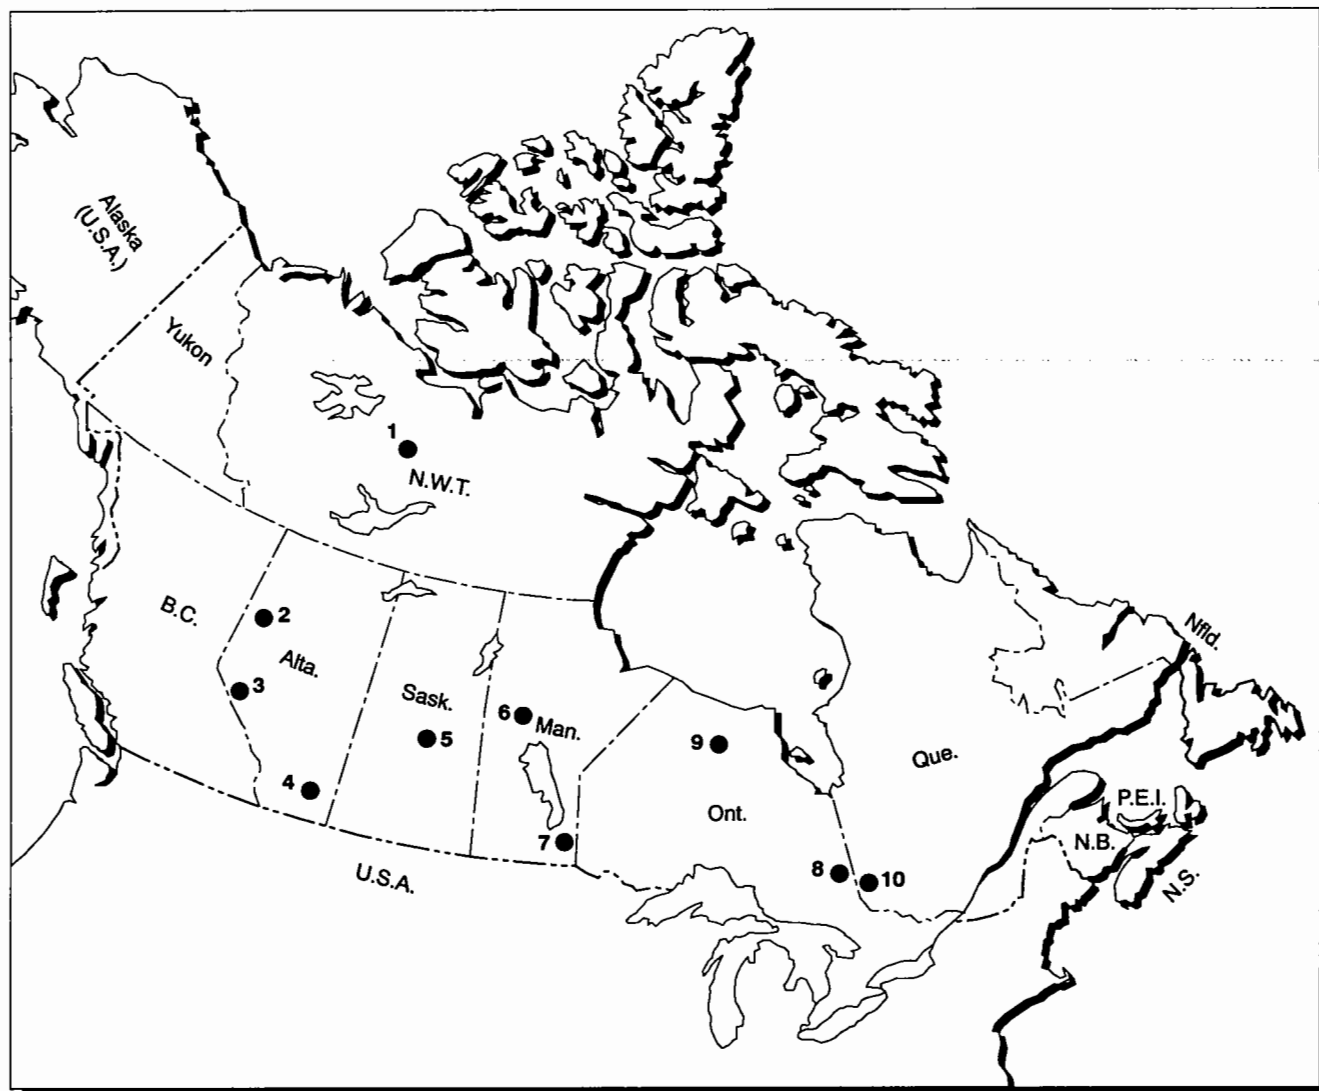 Alaska
(U.S.A.)
Yukon
1
N.W.T.
B.C.
2
Nfld.
Alta.
3
Sask.
6
Man.
5
9
Que.
4
P.E.I.
Ont.
7
N.B.
U.S.A.
8
10
N.S.